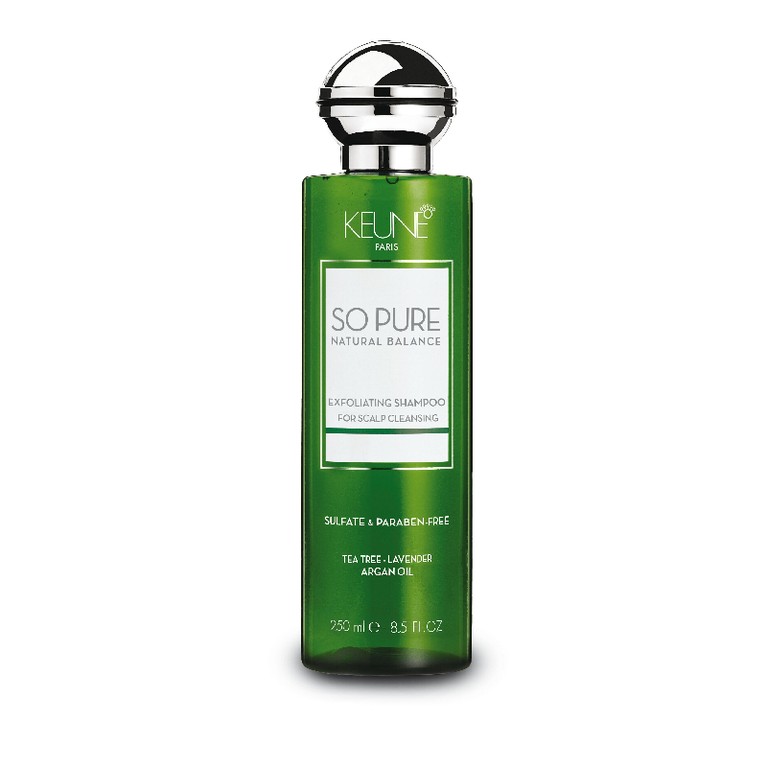 KEUNE
PARIS
SO PURE
NATURAL BALANCE
EXFOLIATING SHAMPOO
FOR SCALP CLEANSING
SULFATE & PARABEN-FREE
TEA TREE - LAVENDER
ARGAN OIL
250 ml ℮ 8.5 FL.OZ